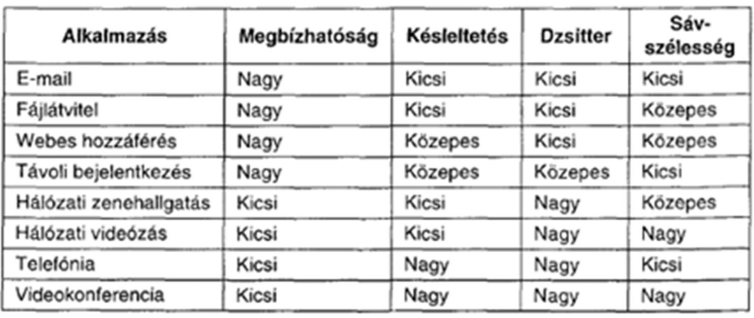 Alkalmazás Megbízhatóság Késleltetés Dzsitter Sáv-
szélesség
E-mail Nagy Kicsi Kicsi Kicsi
Fájlátvitel Nagy Kicsi Kicsi Közepes
Webes hozzáférés Nagy Közepes Kicsi Közepes
Távoli bejelentkezés Nagy Közepes Közepes Kicsi
Hálózati zenehallgatás Kicsi Kicsi Nagy Közepes
Hálózati videózás Kicsi Kicsi Nagy Nagy
Telefónia Kicsi Nagy Nagy Kicsi
Videokonferencia Kicsi Nagy Nagy Nagy